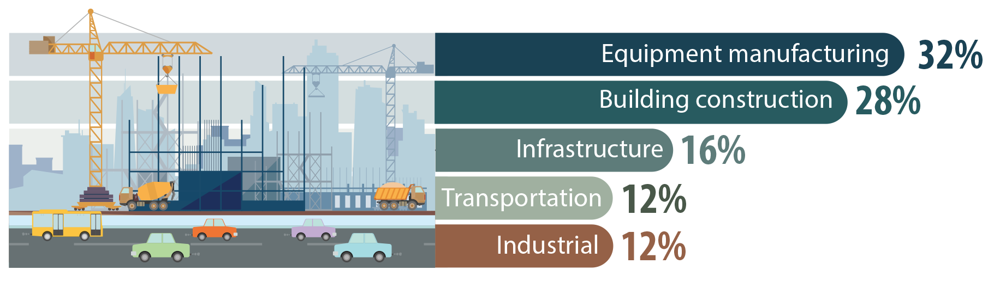 Equipment manufacturing 32%
Building construction 28%
Infrastructure 16%
Transportation 12%
Industrial 12%